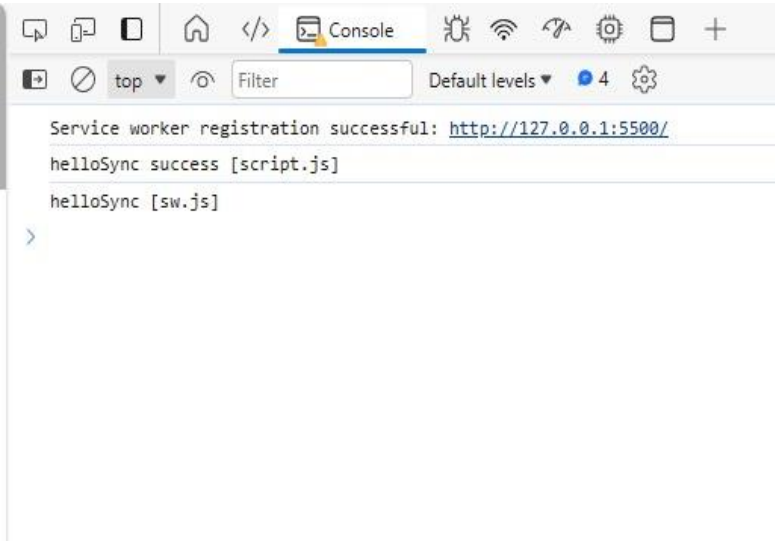 Console
top
Filter
Default levels
4
Service worker registration successful: http://127.0.0.1:5500/
helloSync success [script.js]
helloSync [sw.js]